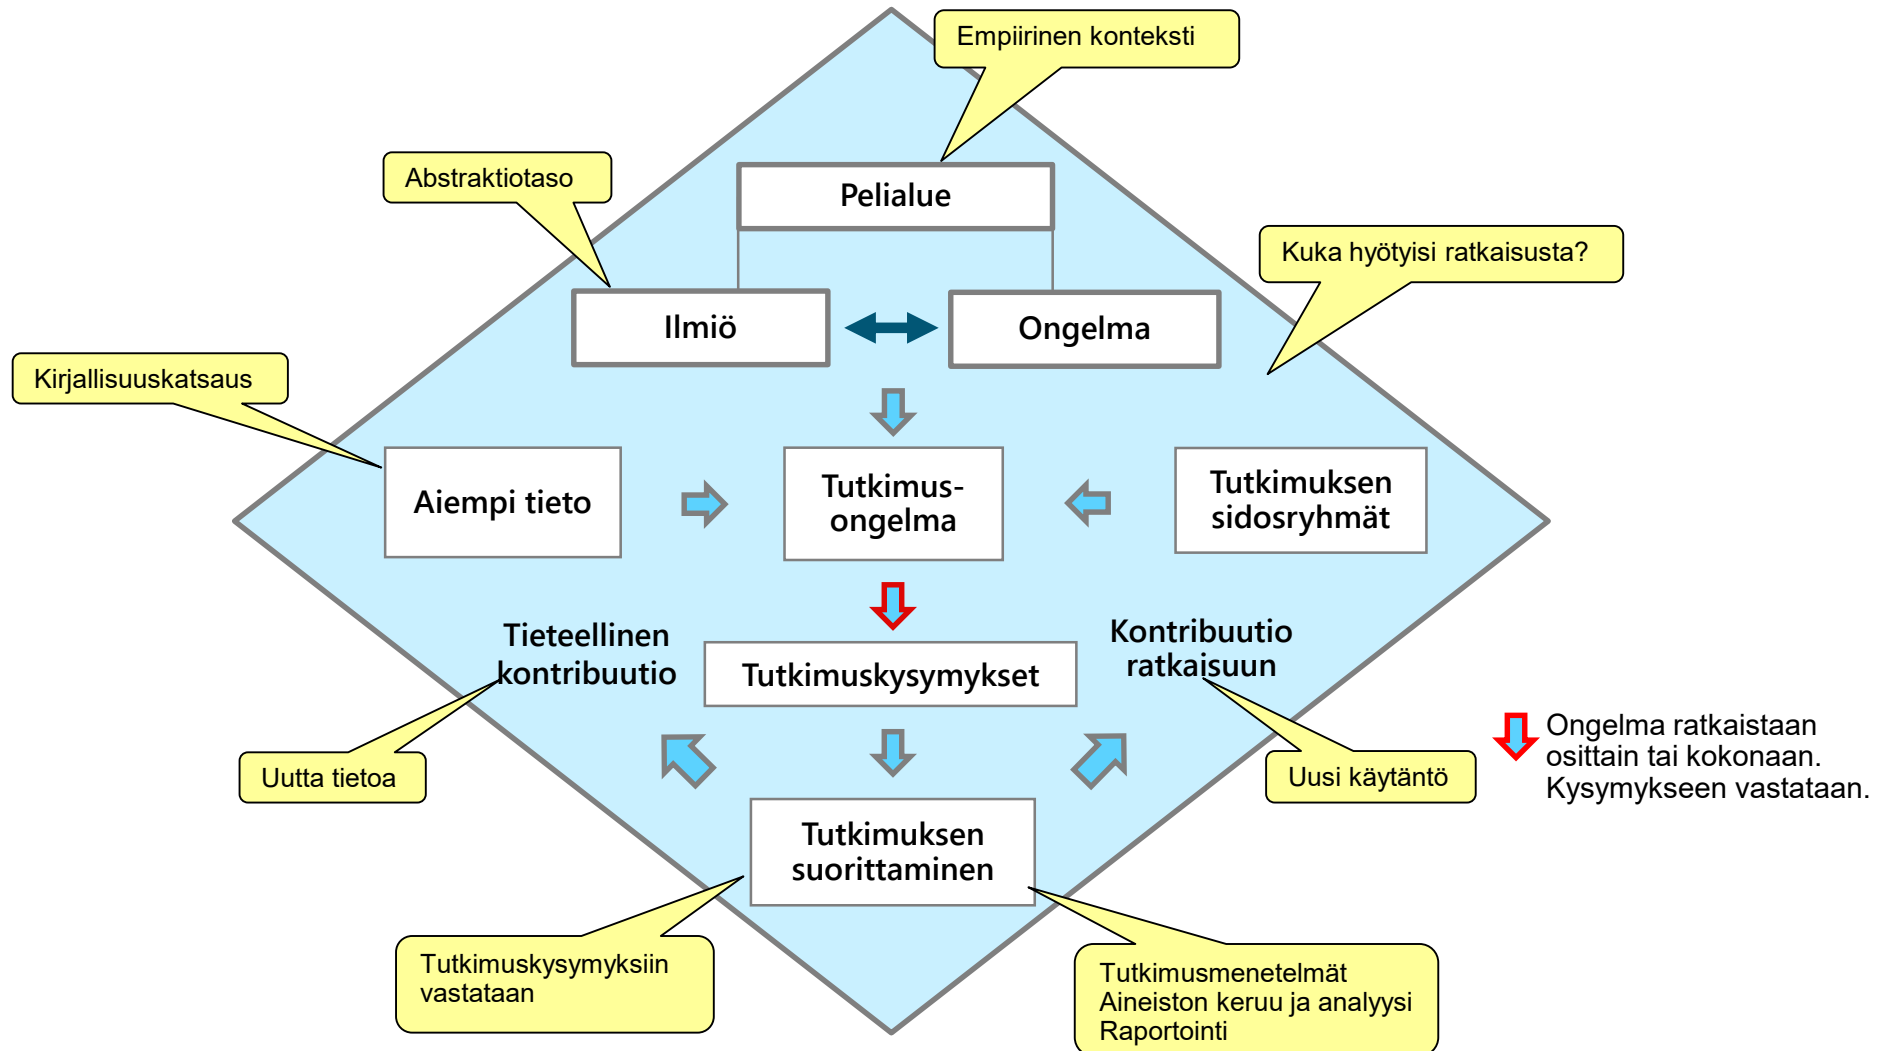 Empiirinen konteksti
Abstraktiotaso
Pelialue
Kuka hyötyisi ratkaisusta?
Ilmiö
Ongelma
Kirjallisuuskatsaus
Aiempi tieto
Tutkimus-
ongelma
Tutkimuksen
sidosryhmät
Tieteellinen
kontribuutio
Tutkimuskysymykset
Kontribuutio
ratkaisuun
Uutta tietoa
Uusi käytäntö
Ongelma ratkaistaan
osittain tai kokonaan.
Kysymykseen vastataan.
Tutkimuksen
suorittaminen
Tutkimuskysymyksiin
vastataan
Tutkimusmenetelmät
Aineiston keruu ja analyysi
Raportointi